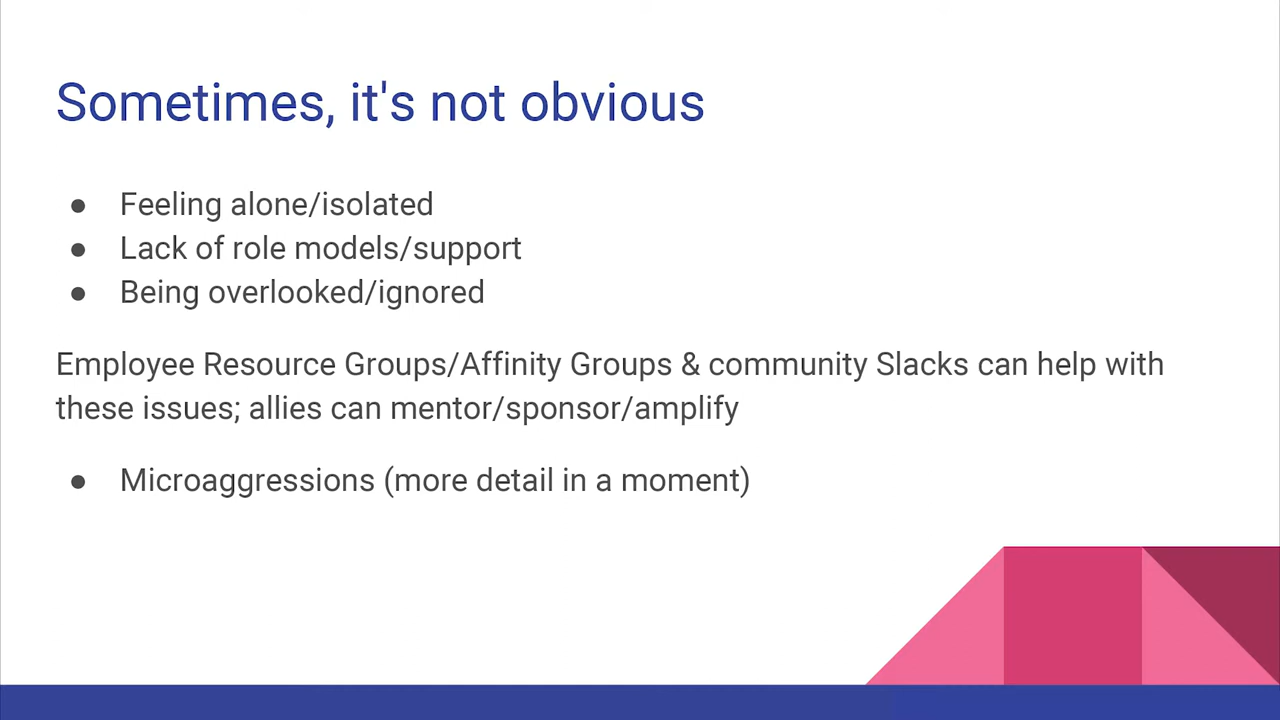 Sometimes, it's not obvious
● Feeling alone/isolated
● Lack of role models/support
● Being overlooked/ignored
Employee Resource Groups/Affinity Groups & community Slacks can help with
these issues; allies can mentor/sponsor/amplify
● Microaggressions (more detail in a moment)